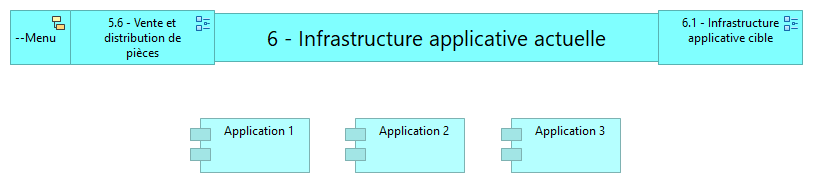 --Menu
5.6 - Vente et
distribution de
pièces
6 - Infrastructure applicative actuelle
6.1 - Infrastructure
applicative cible
Application 1
Application 2
Application 3